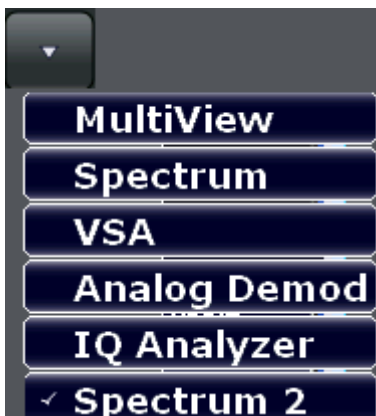 MultiView
Spectrum
VSA
Analog Demod
IQ Analyzer
Spectrum 2